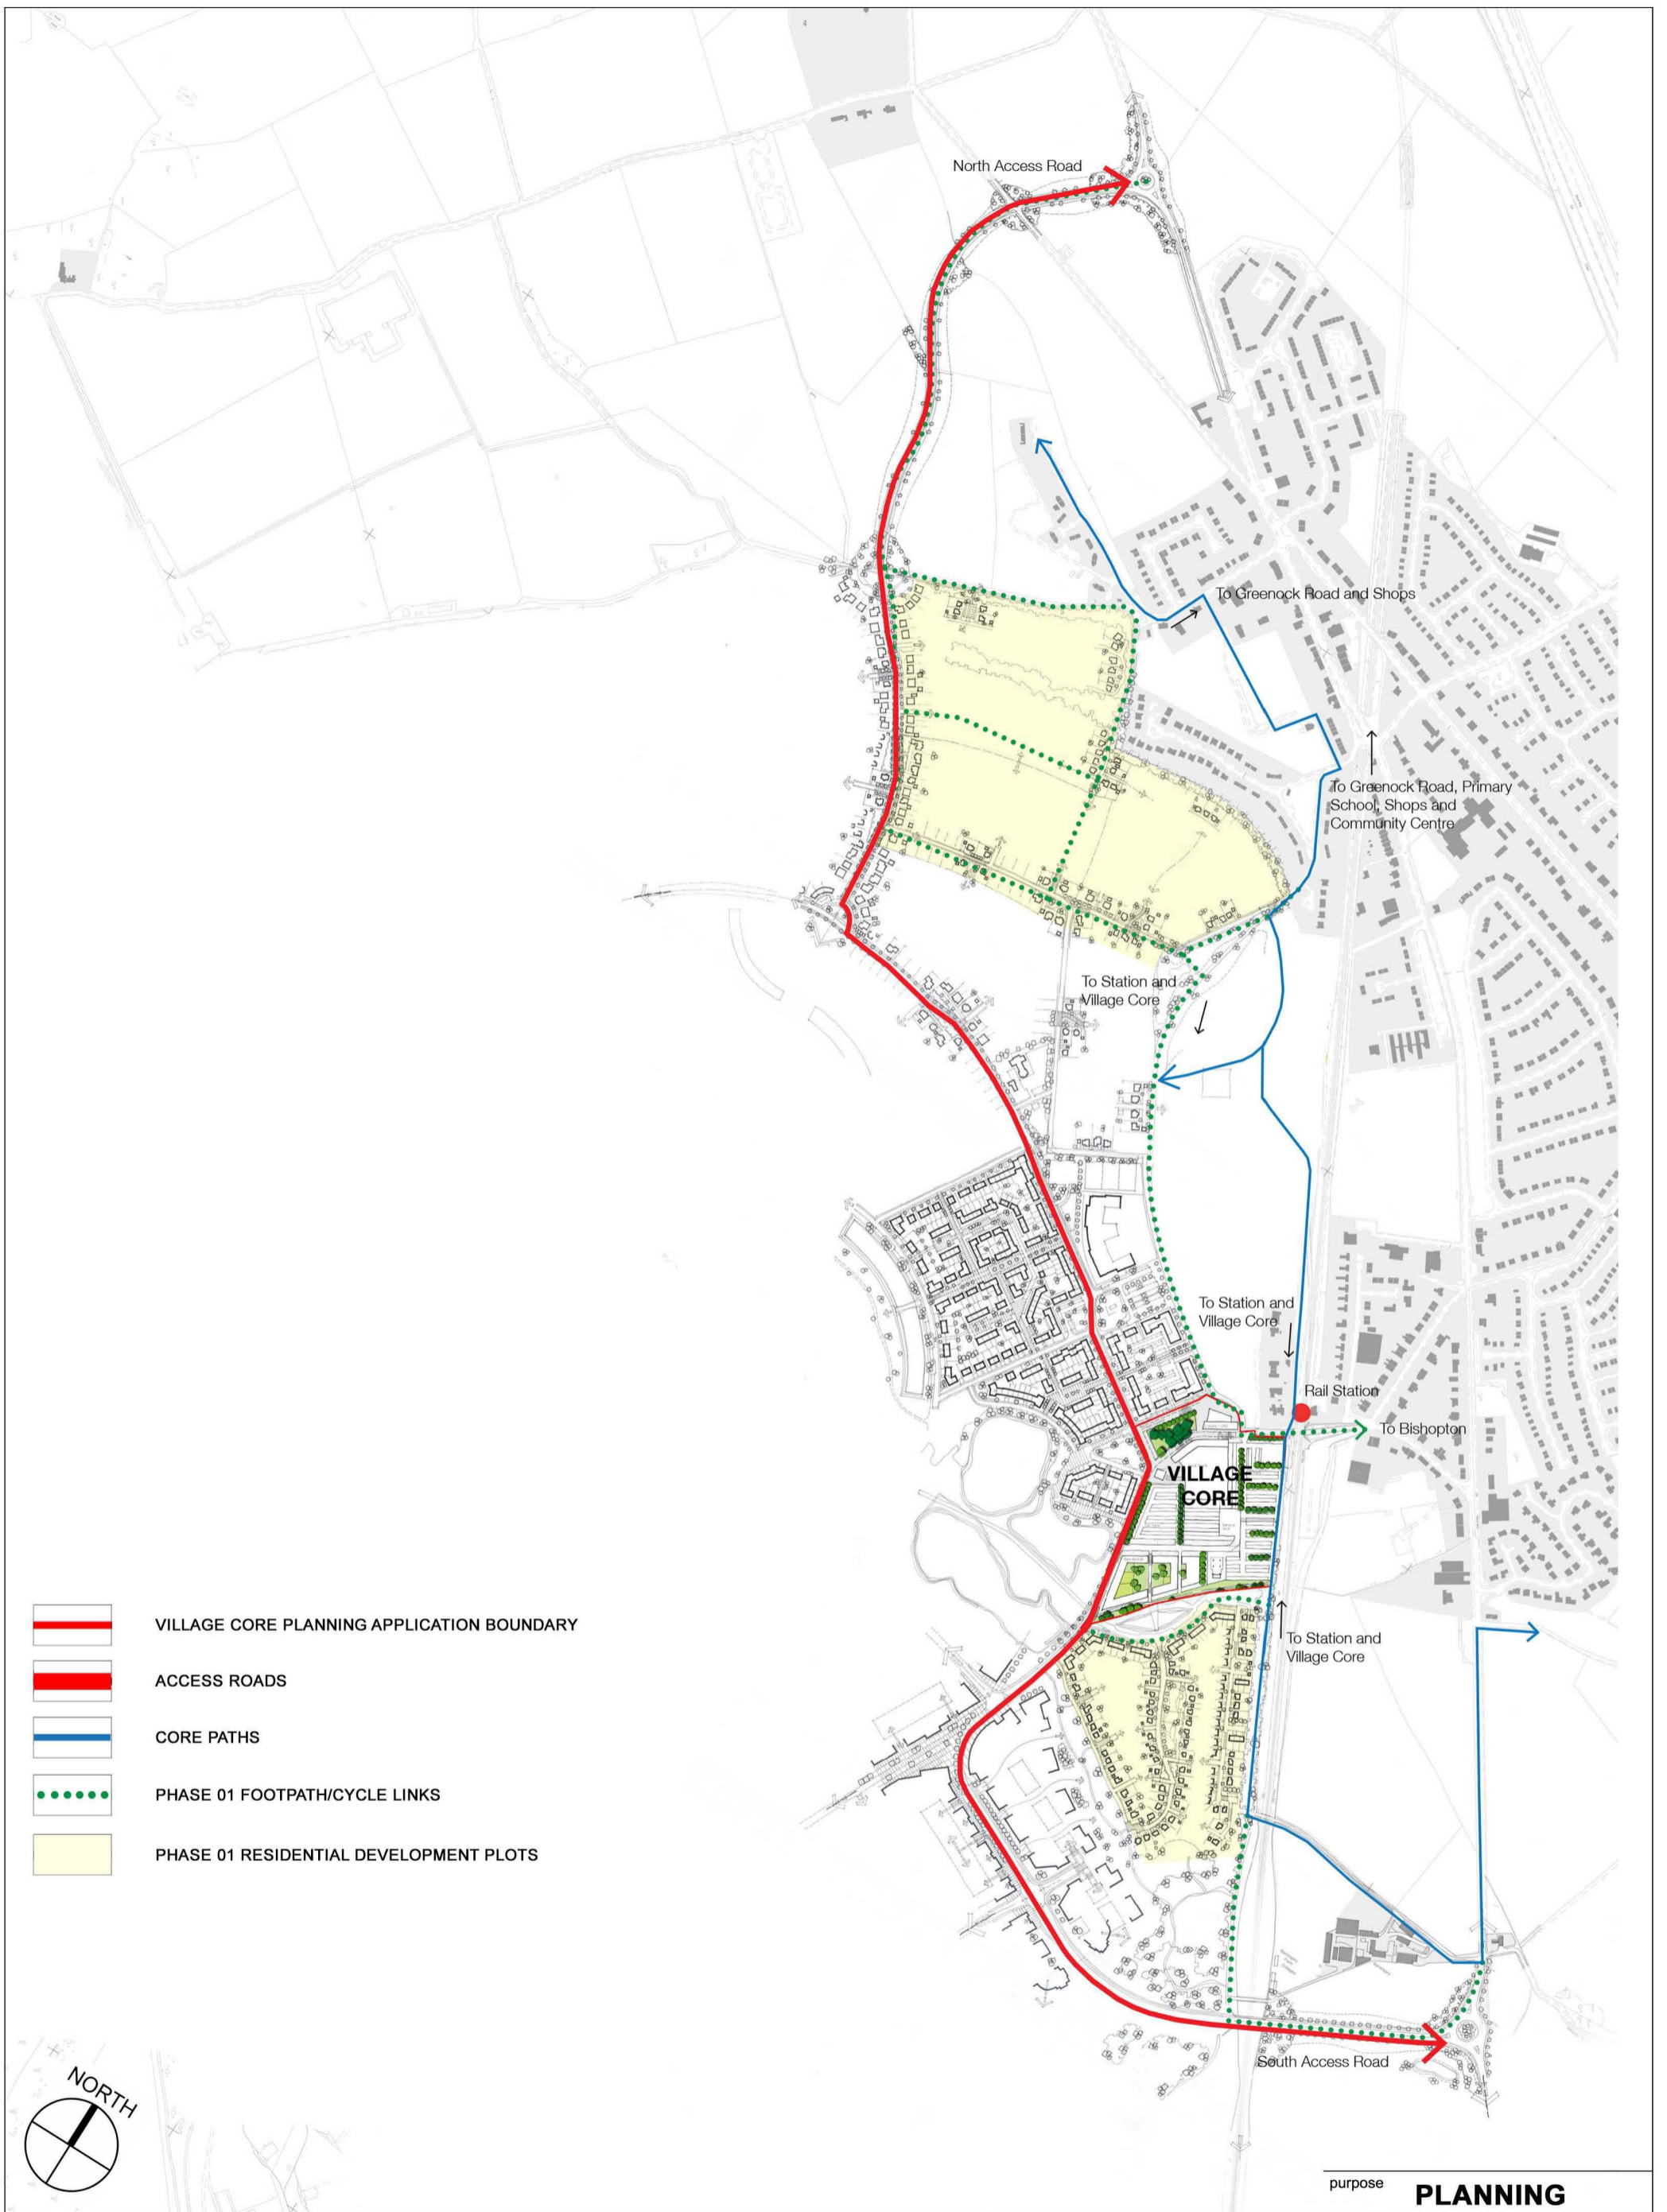 North Access Road
To Greenock Road and Shops
To Greenock Road, Primary
School, Shops and
Community Centre
To Station and
Village Core
To Station and
Village Core
Rail Station
To Bishopton
VILLAGE
CORE
To Station and
Village Core
South Access Road
VILLAGE CORE PLANNING APPLICATION BOUNDARY
ACCESS ROADS
CORE PATHS
PHASE 01 FOOTPATH/CYCLE LINKS
PHASE 01 RESIDENTIAL DEVELOPMENT PLOTS
NORTH
purpose
PLANNING